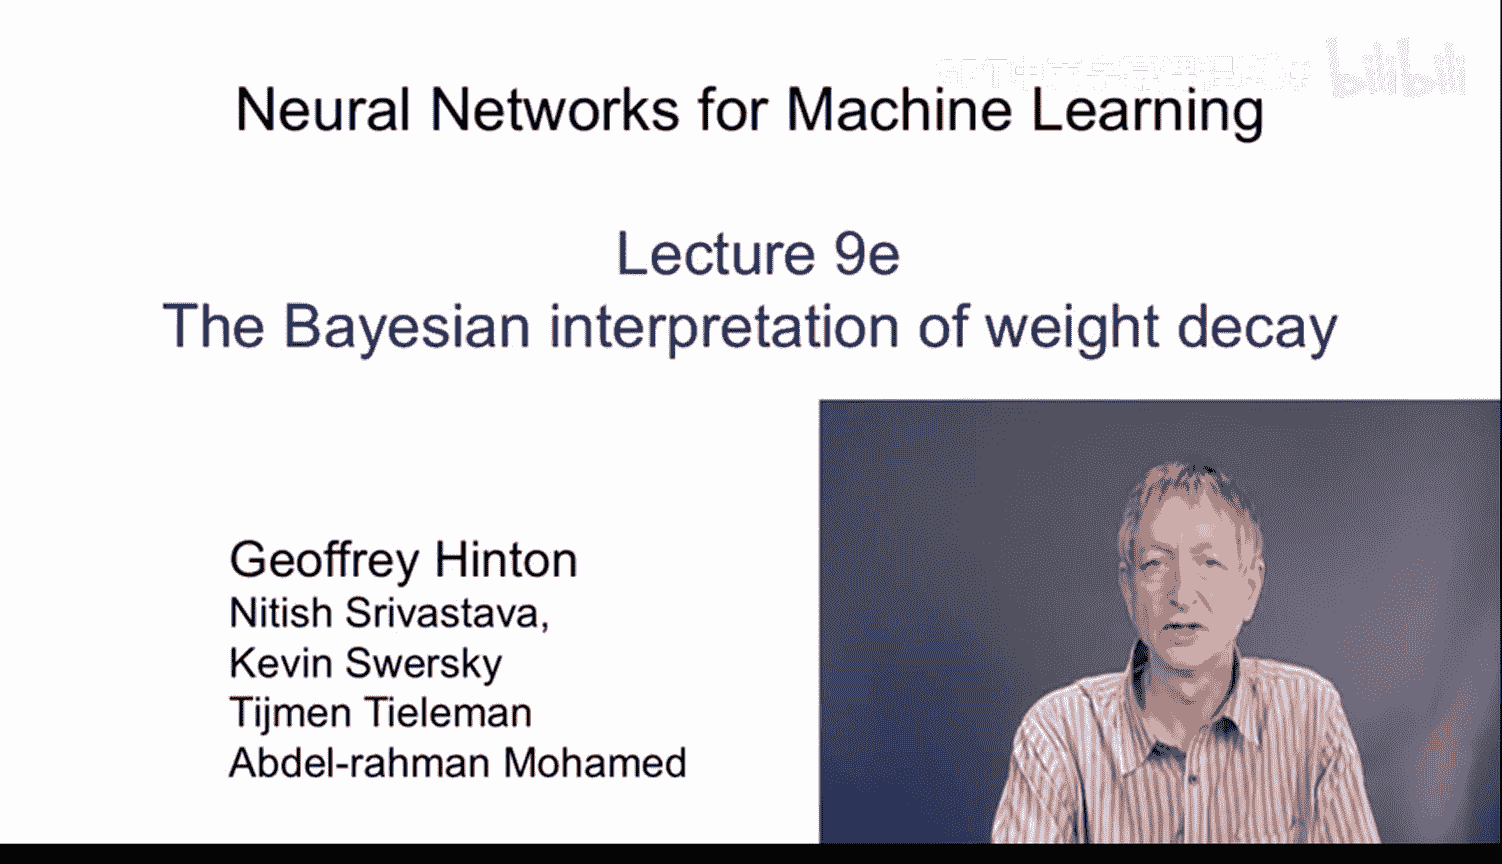 bilibili
Neural Networks for Machine Learning
Lecture 9e
The Bayesian interpretation of weight decay
Geoffrey Hinton
Nitish Srivastava,
Kevin Swersky
Tijmen Tieleman
Abdel-rahman Mohamed